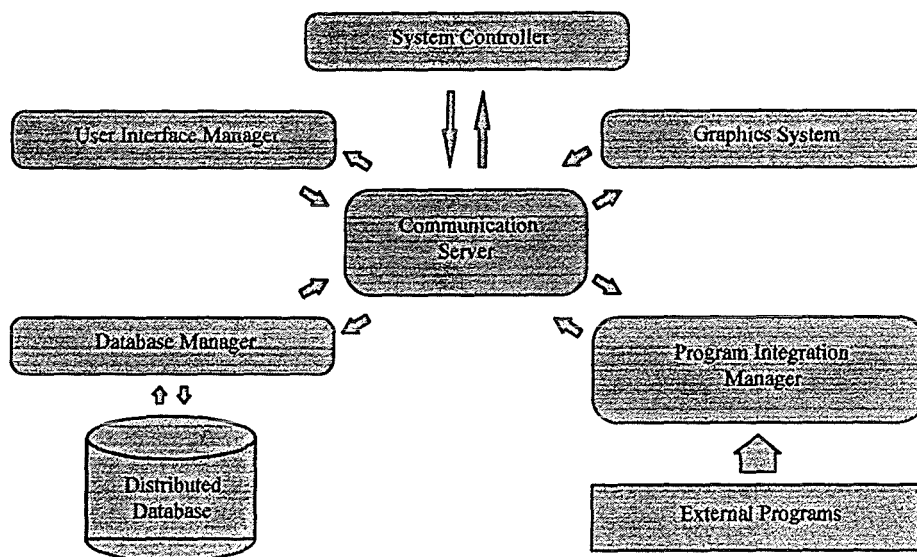 System Controller
User Interface Manager
Graphics System
Communication
Server
Database Manager
Program Integration
Manager
Distributed
Database
External Programs